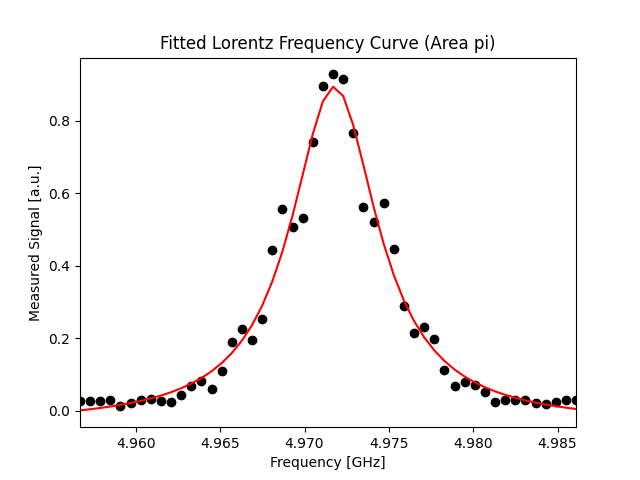 Fitted Lorentz Frequency Curve (Area pi)
Measured Signal [a.u.]
0.8
0.6
0.4
0.2
0.0
4.960 4.965 4.970 4.975 4.980 4.985
Frequency [GHz]